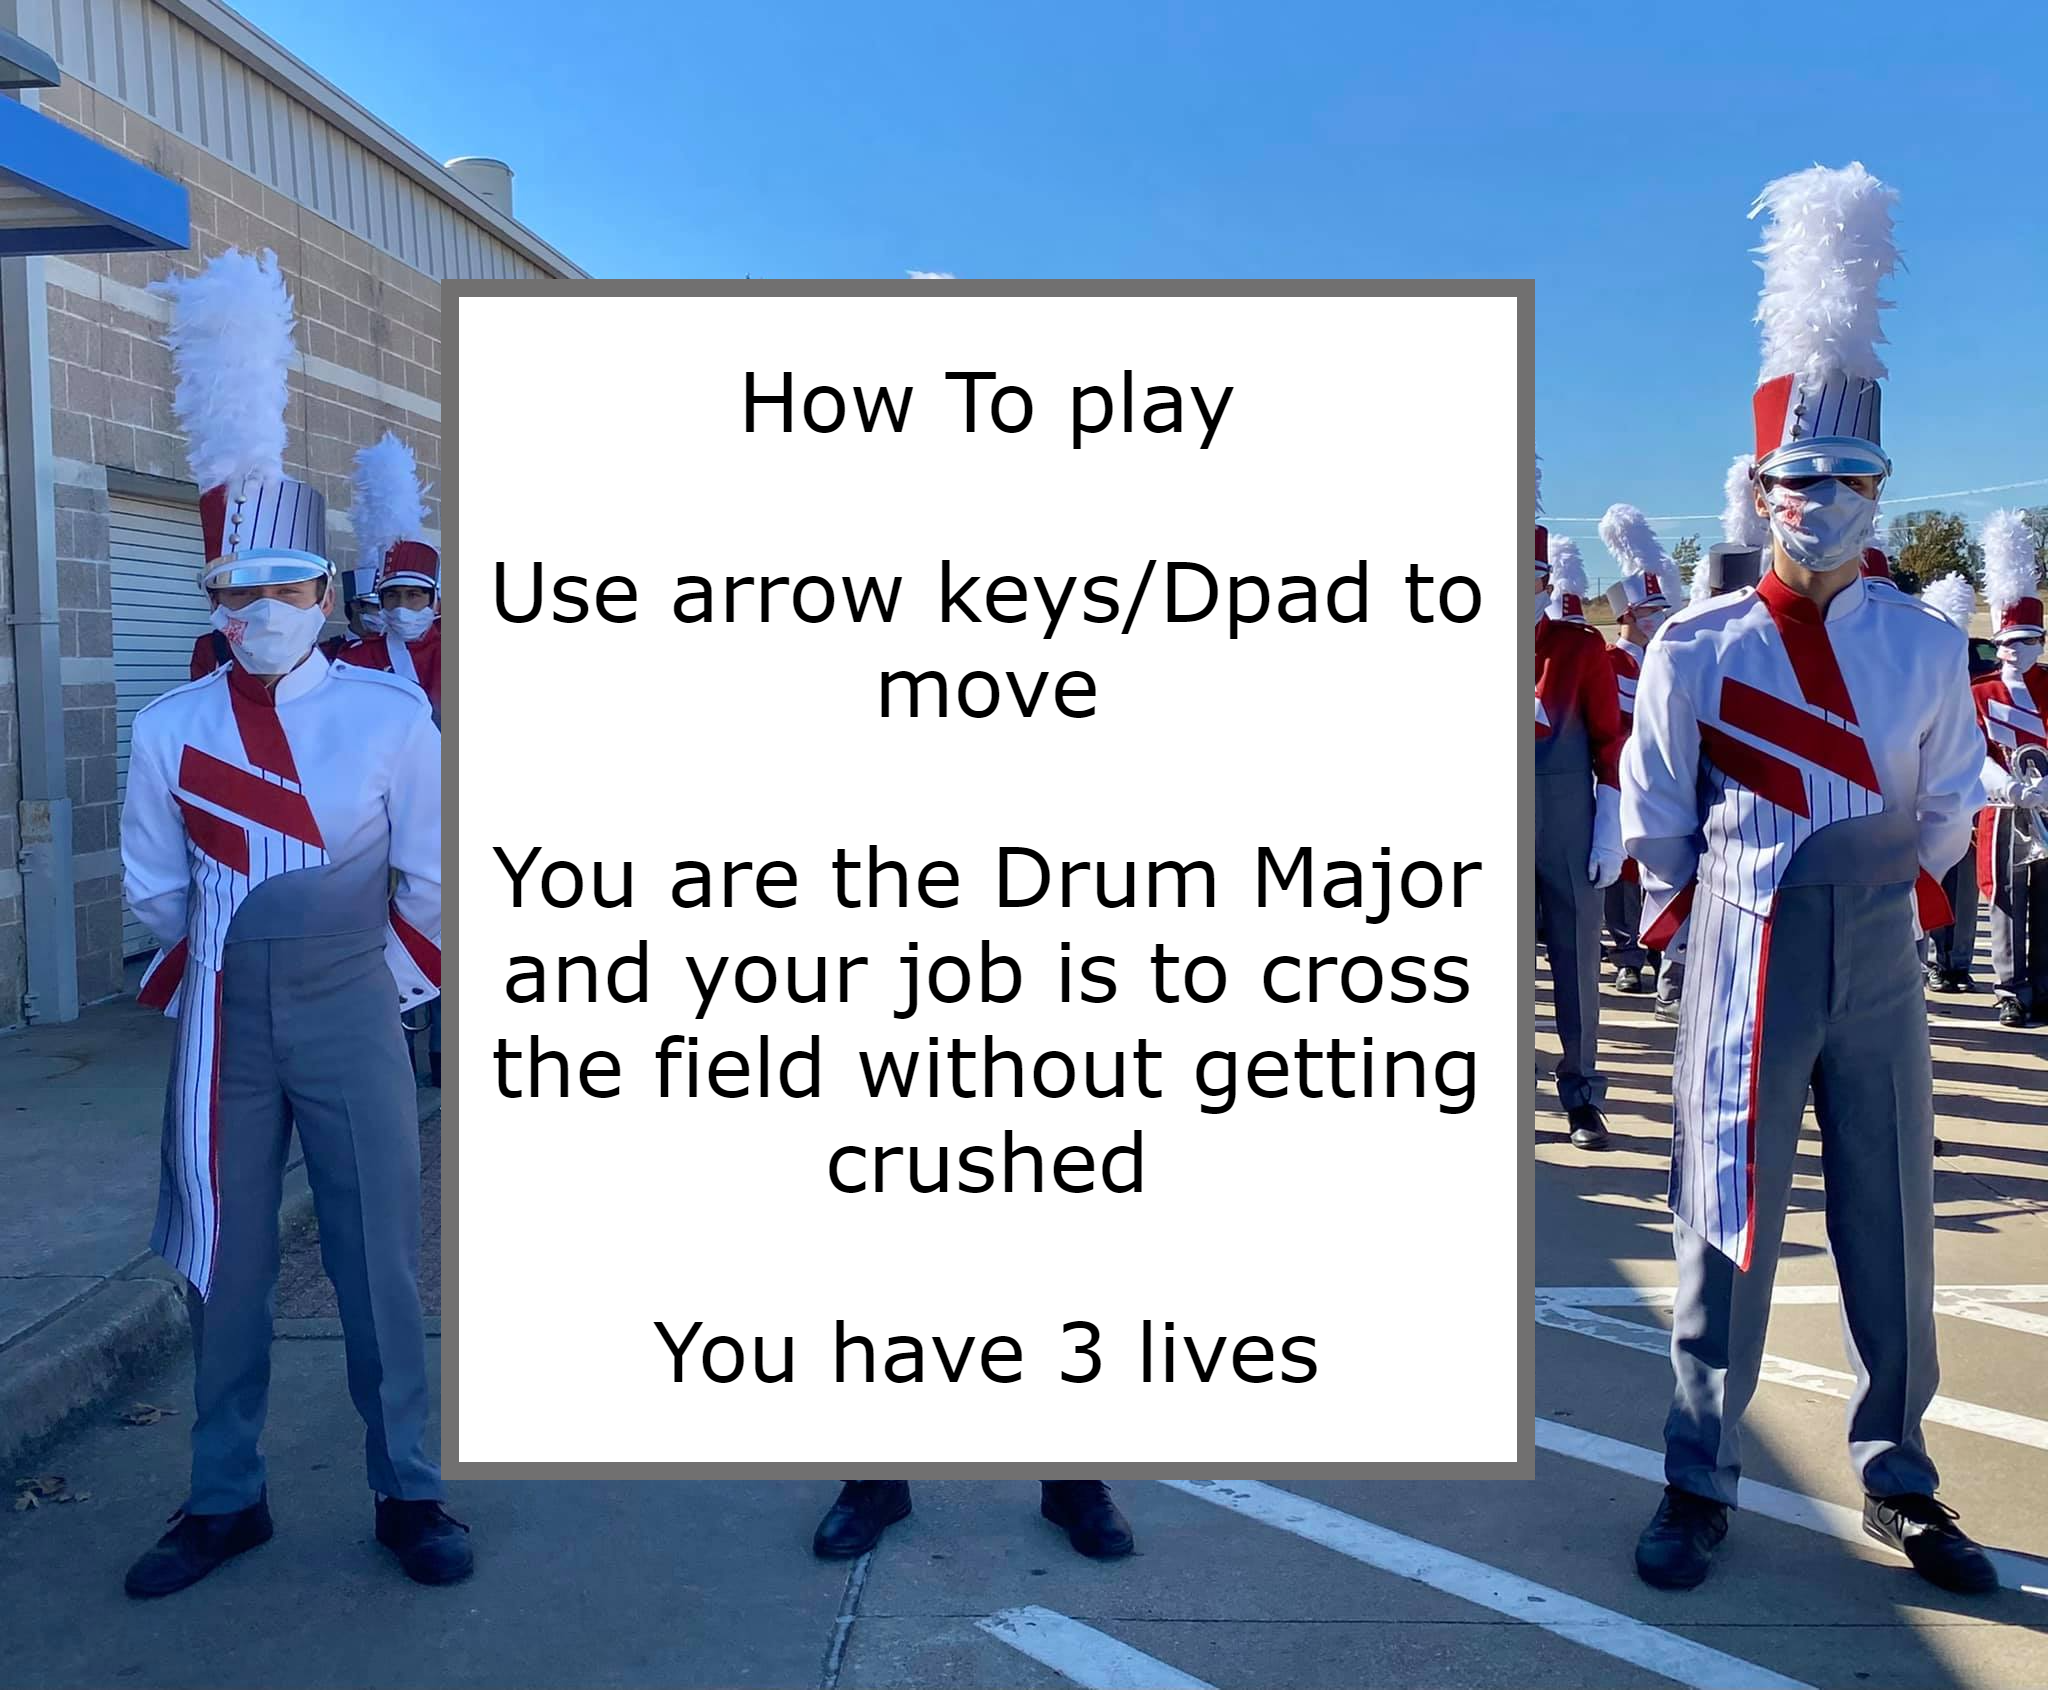 How To play
Use arrow keys/Dpad to
move
You are the Drum Major
and your job is to cross
the field without getting
crushed
You have 3 lives